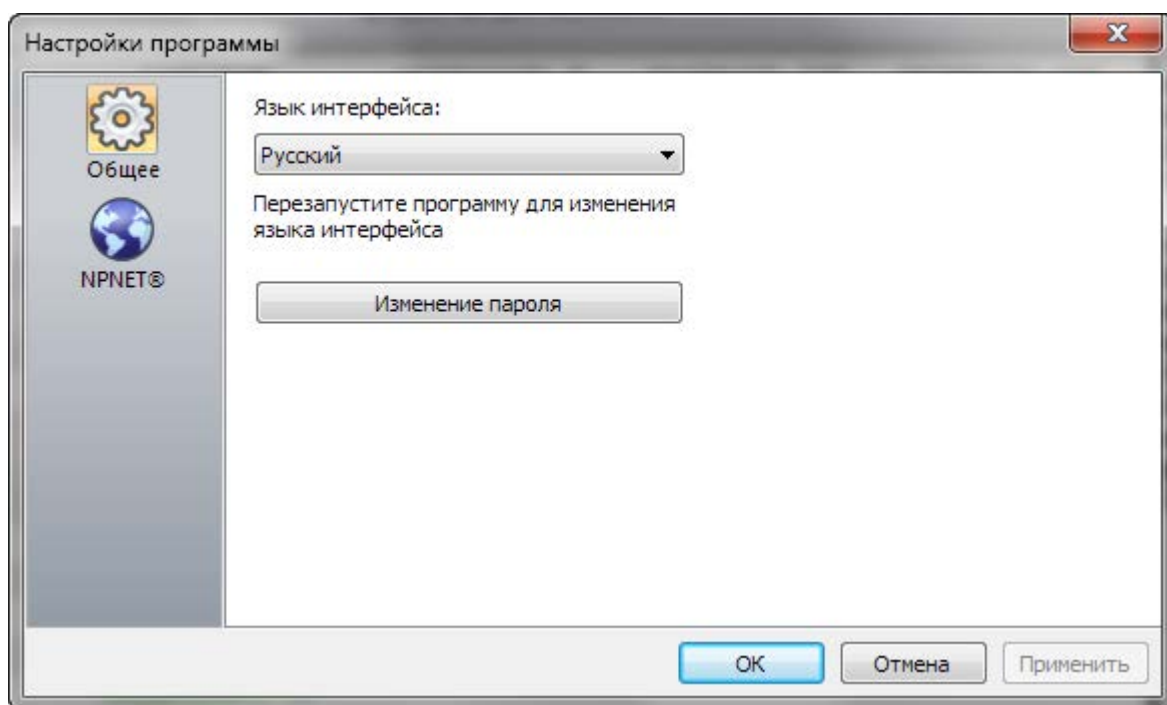 Настройки программы
Общее
NPNET®
Язык интерфейса:
Русский
Перезапустите программу для изменения
языка интерфейса
Изменение пароля
OK
Отмена
Применить